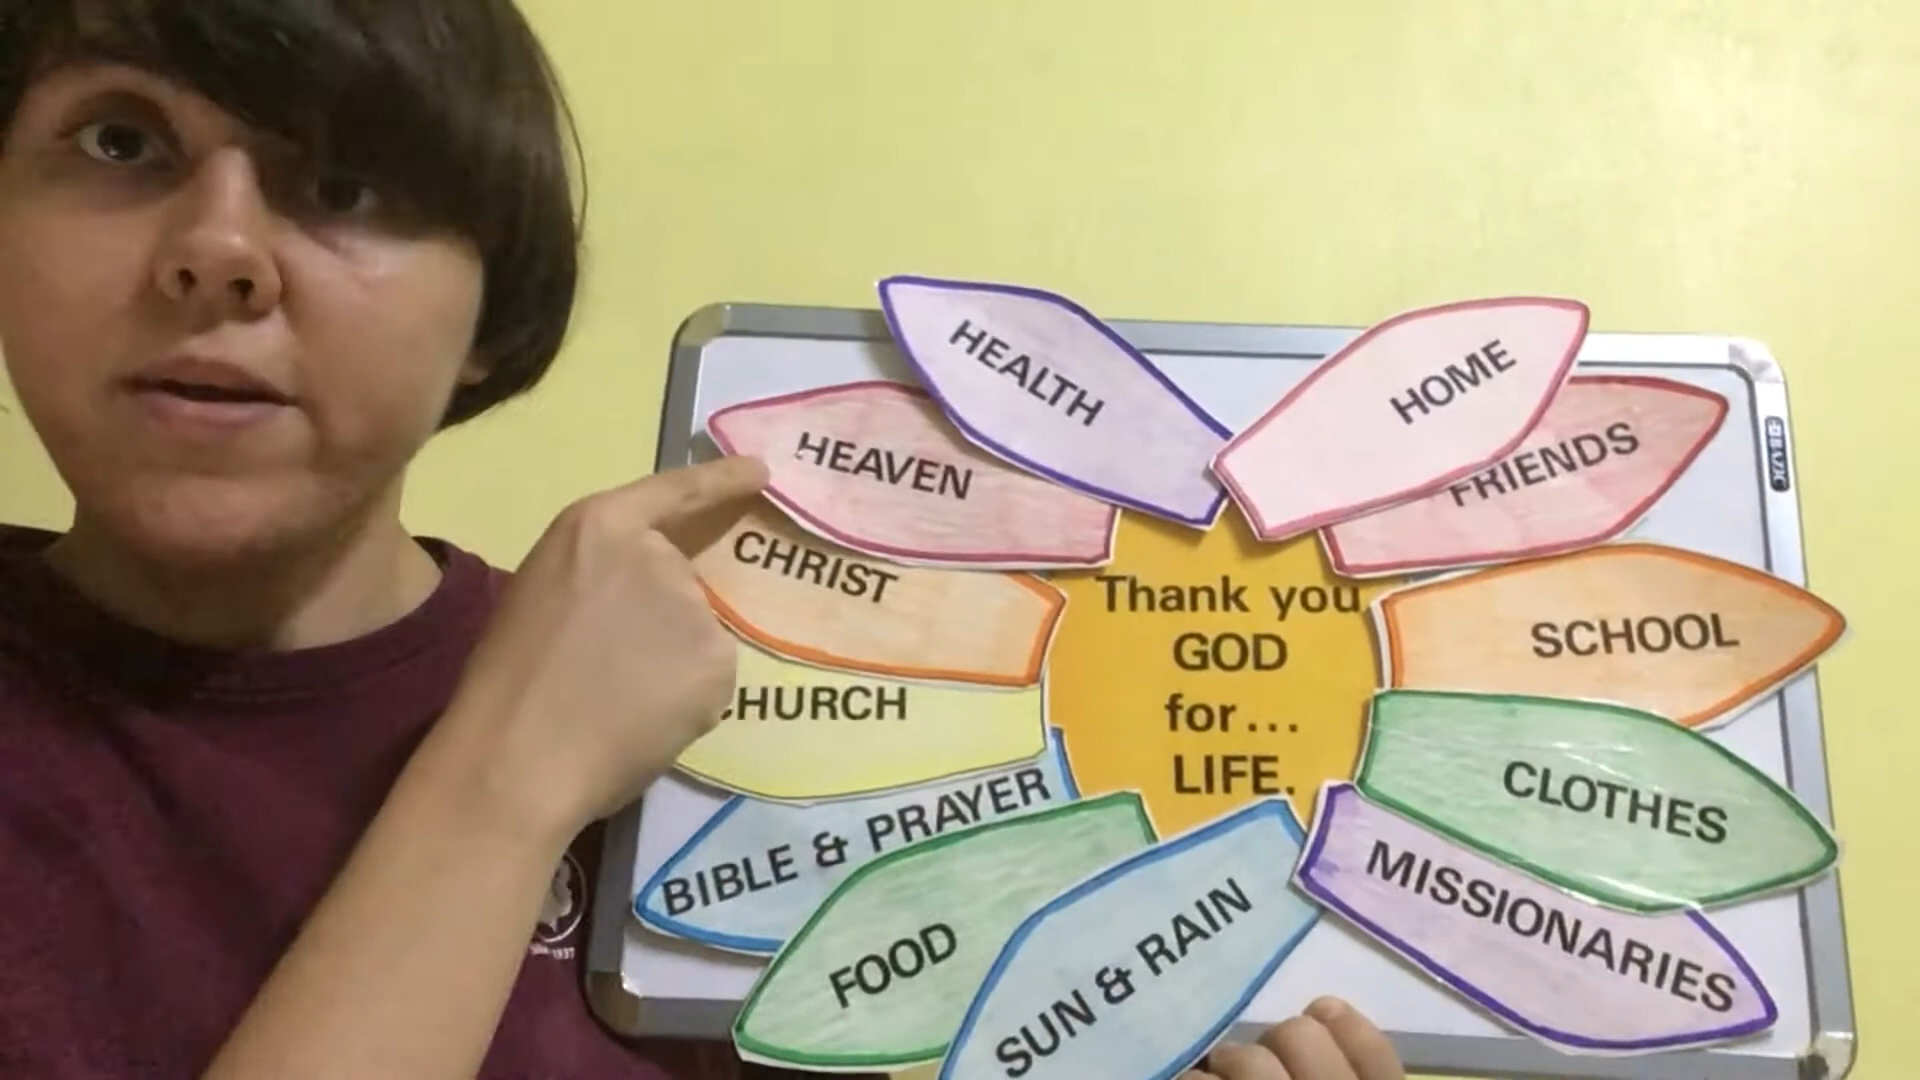 HEALTH
HOME
HEAVEN
FRIENDS
CHRIST
SCHOOL
Thank you
GOD
for...
LIFE.
CHURCH
CLOTHES
BIBLE & PRAYER
MISSIONARIES
FOOD
SUN & RAIN